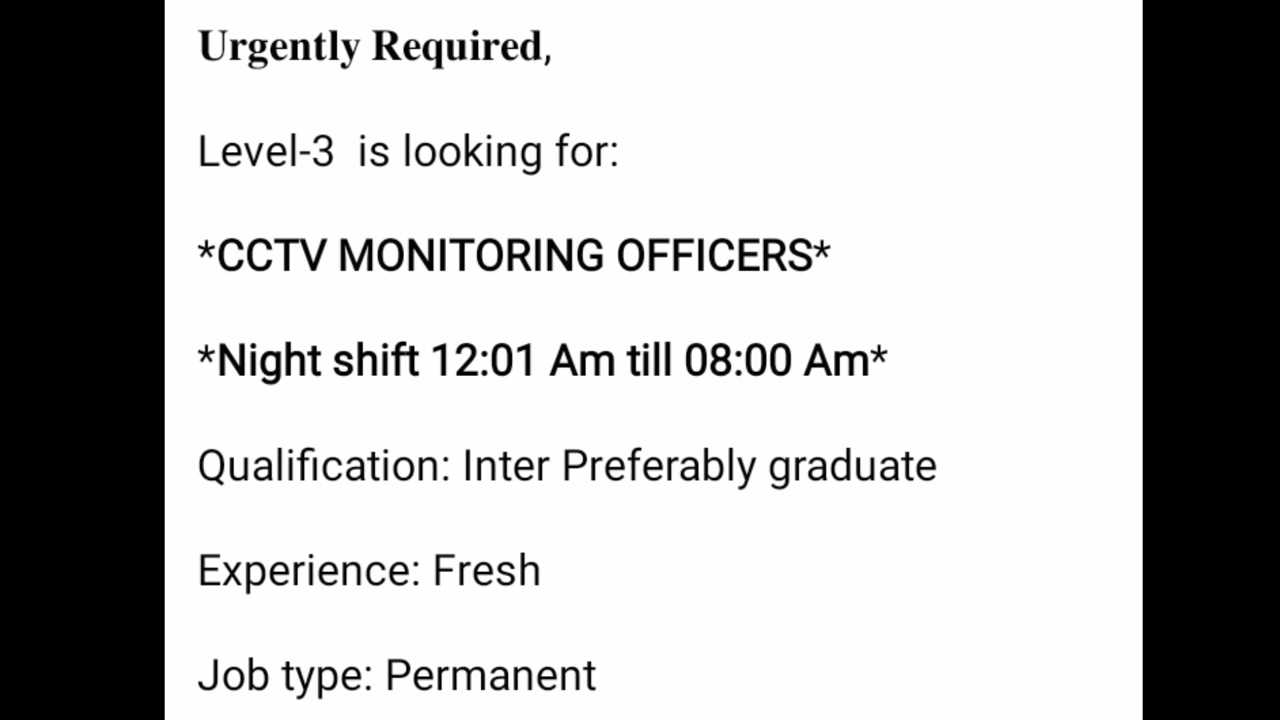 Urgently Required,
Level-3 is looking for:
*CCTV MONITORING OFFICERS*
*Night shift 12:01 Am till 08:00 Am*
Qualification: Inter Preferably graduate
Experience: Fresh
Job type: Permanent